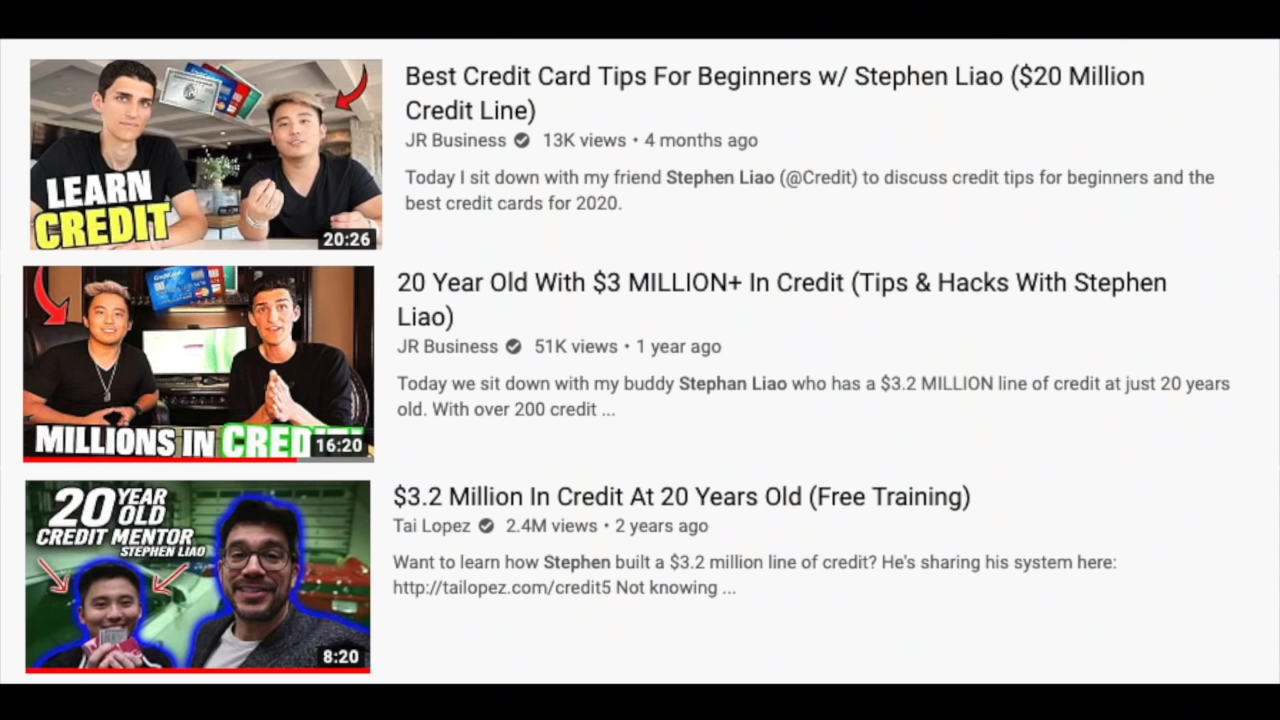 LEARN
CREDIT
20:26
Best Credit Card Tips For Beginners w/ Stephen Liao ($20 Million
Credit Line)
JR Business 13K views • 4 months ago
Today I sit down with my friend Stephen Liao (@Credit) to discuss credit tips for beginners and the
best credit cards for 2020.
MILLIONS IN CREDIT!
16:20
20 Year Old With $3 MILLION+ In Credit (Tips & Hacks With Stephen
Liao)
JR Business 51K views • 1 year ago
Today we sit down with my buddy Stephan Liao who has a $3.2 MILLION line of credit at just 20 years
old. With over 200 credit ...
20 YEAR
OLD
CREDIT MENTOR
STEPHEN LIAO
8:20
$3.2 Million In Credit At 20 Years Old (Free Training)
Tai Lopez 2.4M views • 2 years ago
Want to learn how Stephen built a $3.2 million line of credit? He's sharing his system here:
http://tailopez.com/credit5 Not knowing ...